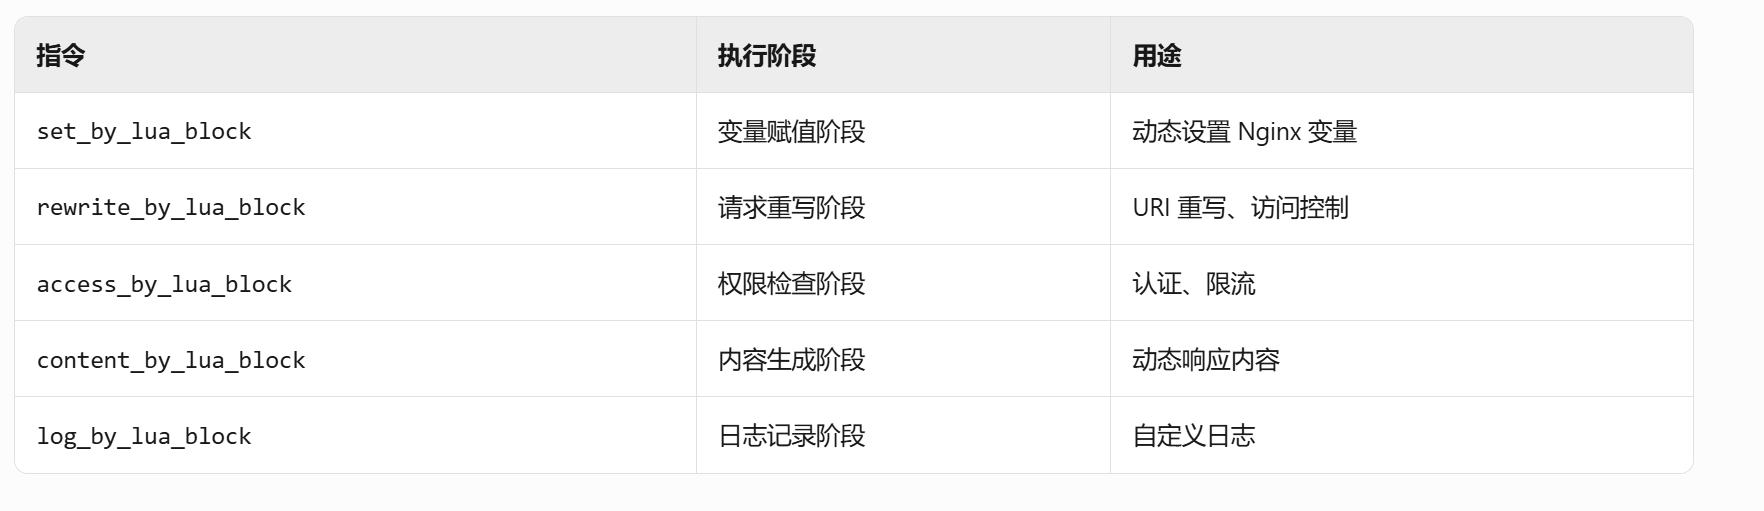 指令 执行阶段 用途
set_by_lua_block 变量赋值阶段 动态设置 Nginx 变量
rewrite_by_lua_block 请求重写阶段 URI 重写、访问控制
access_by_lua_block 权限检查阶段 认证、限流
content_by_lua_block 内容生成阶段 动态响应内容
log_by_lua_block 日志记录阶段 自定义日志